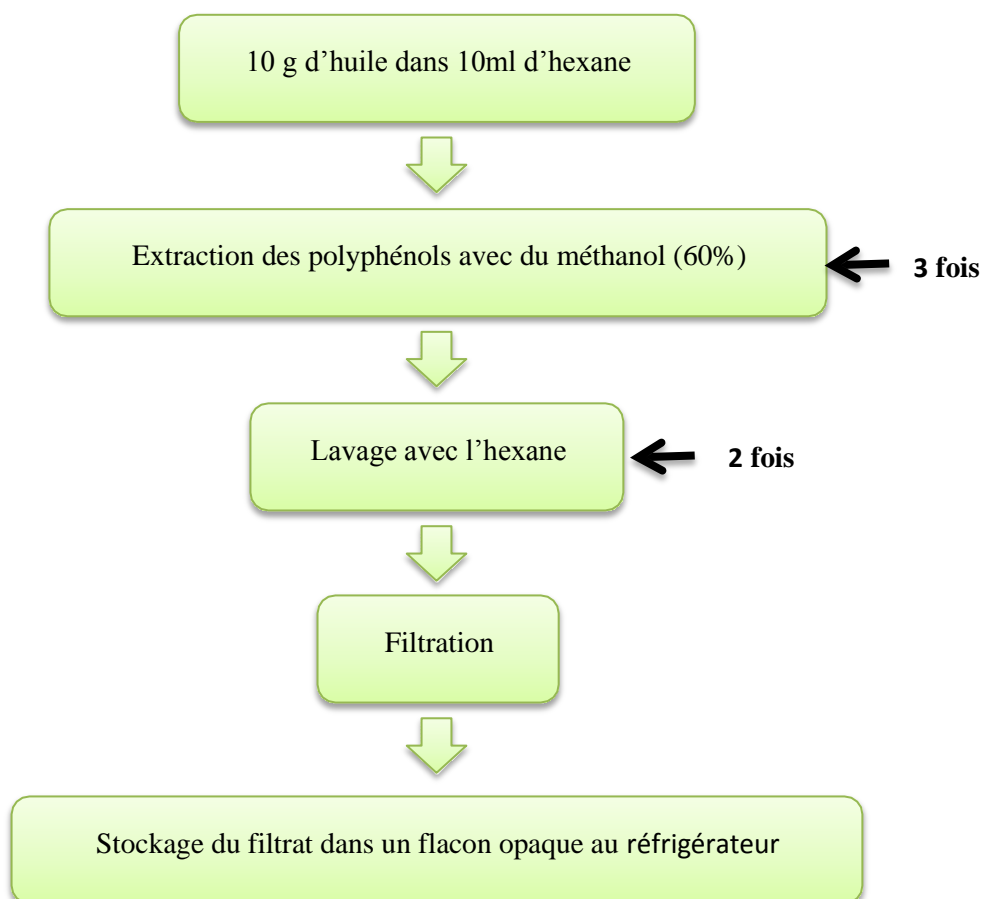 10 g d’huile dans 10ml d’hexane
Extraction des polyphénols avec du méthanol (60%)
3 fois
Lavage avec l’hexane
2 fois
Filtration
Stockage du filtrat dans un flacon opaque au réfrigérateur